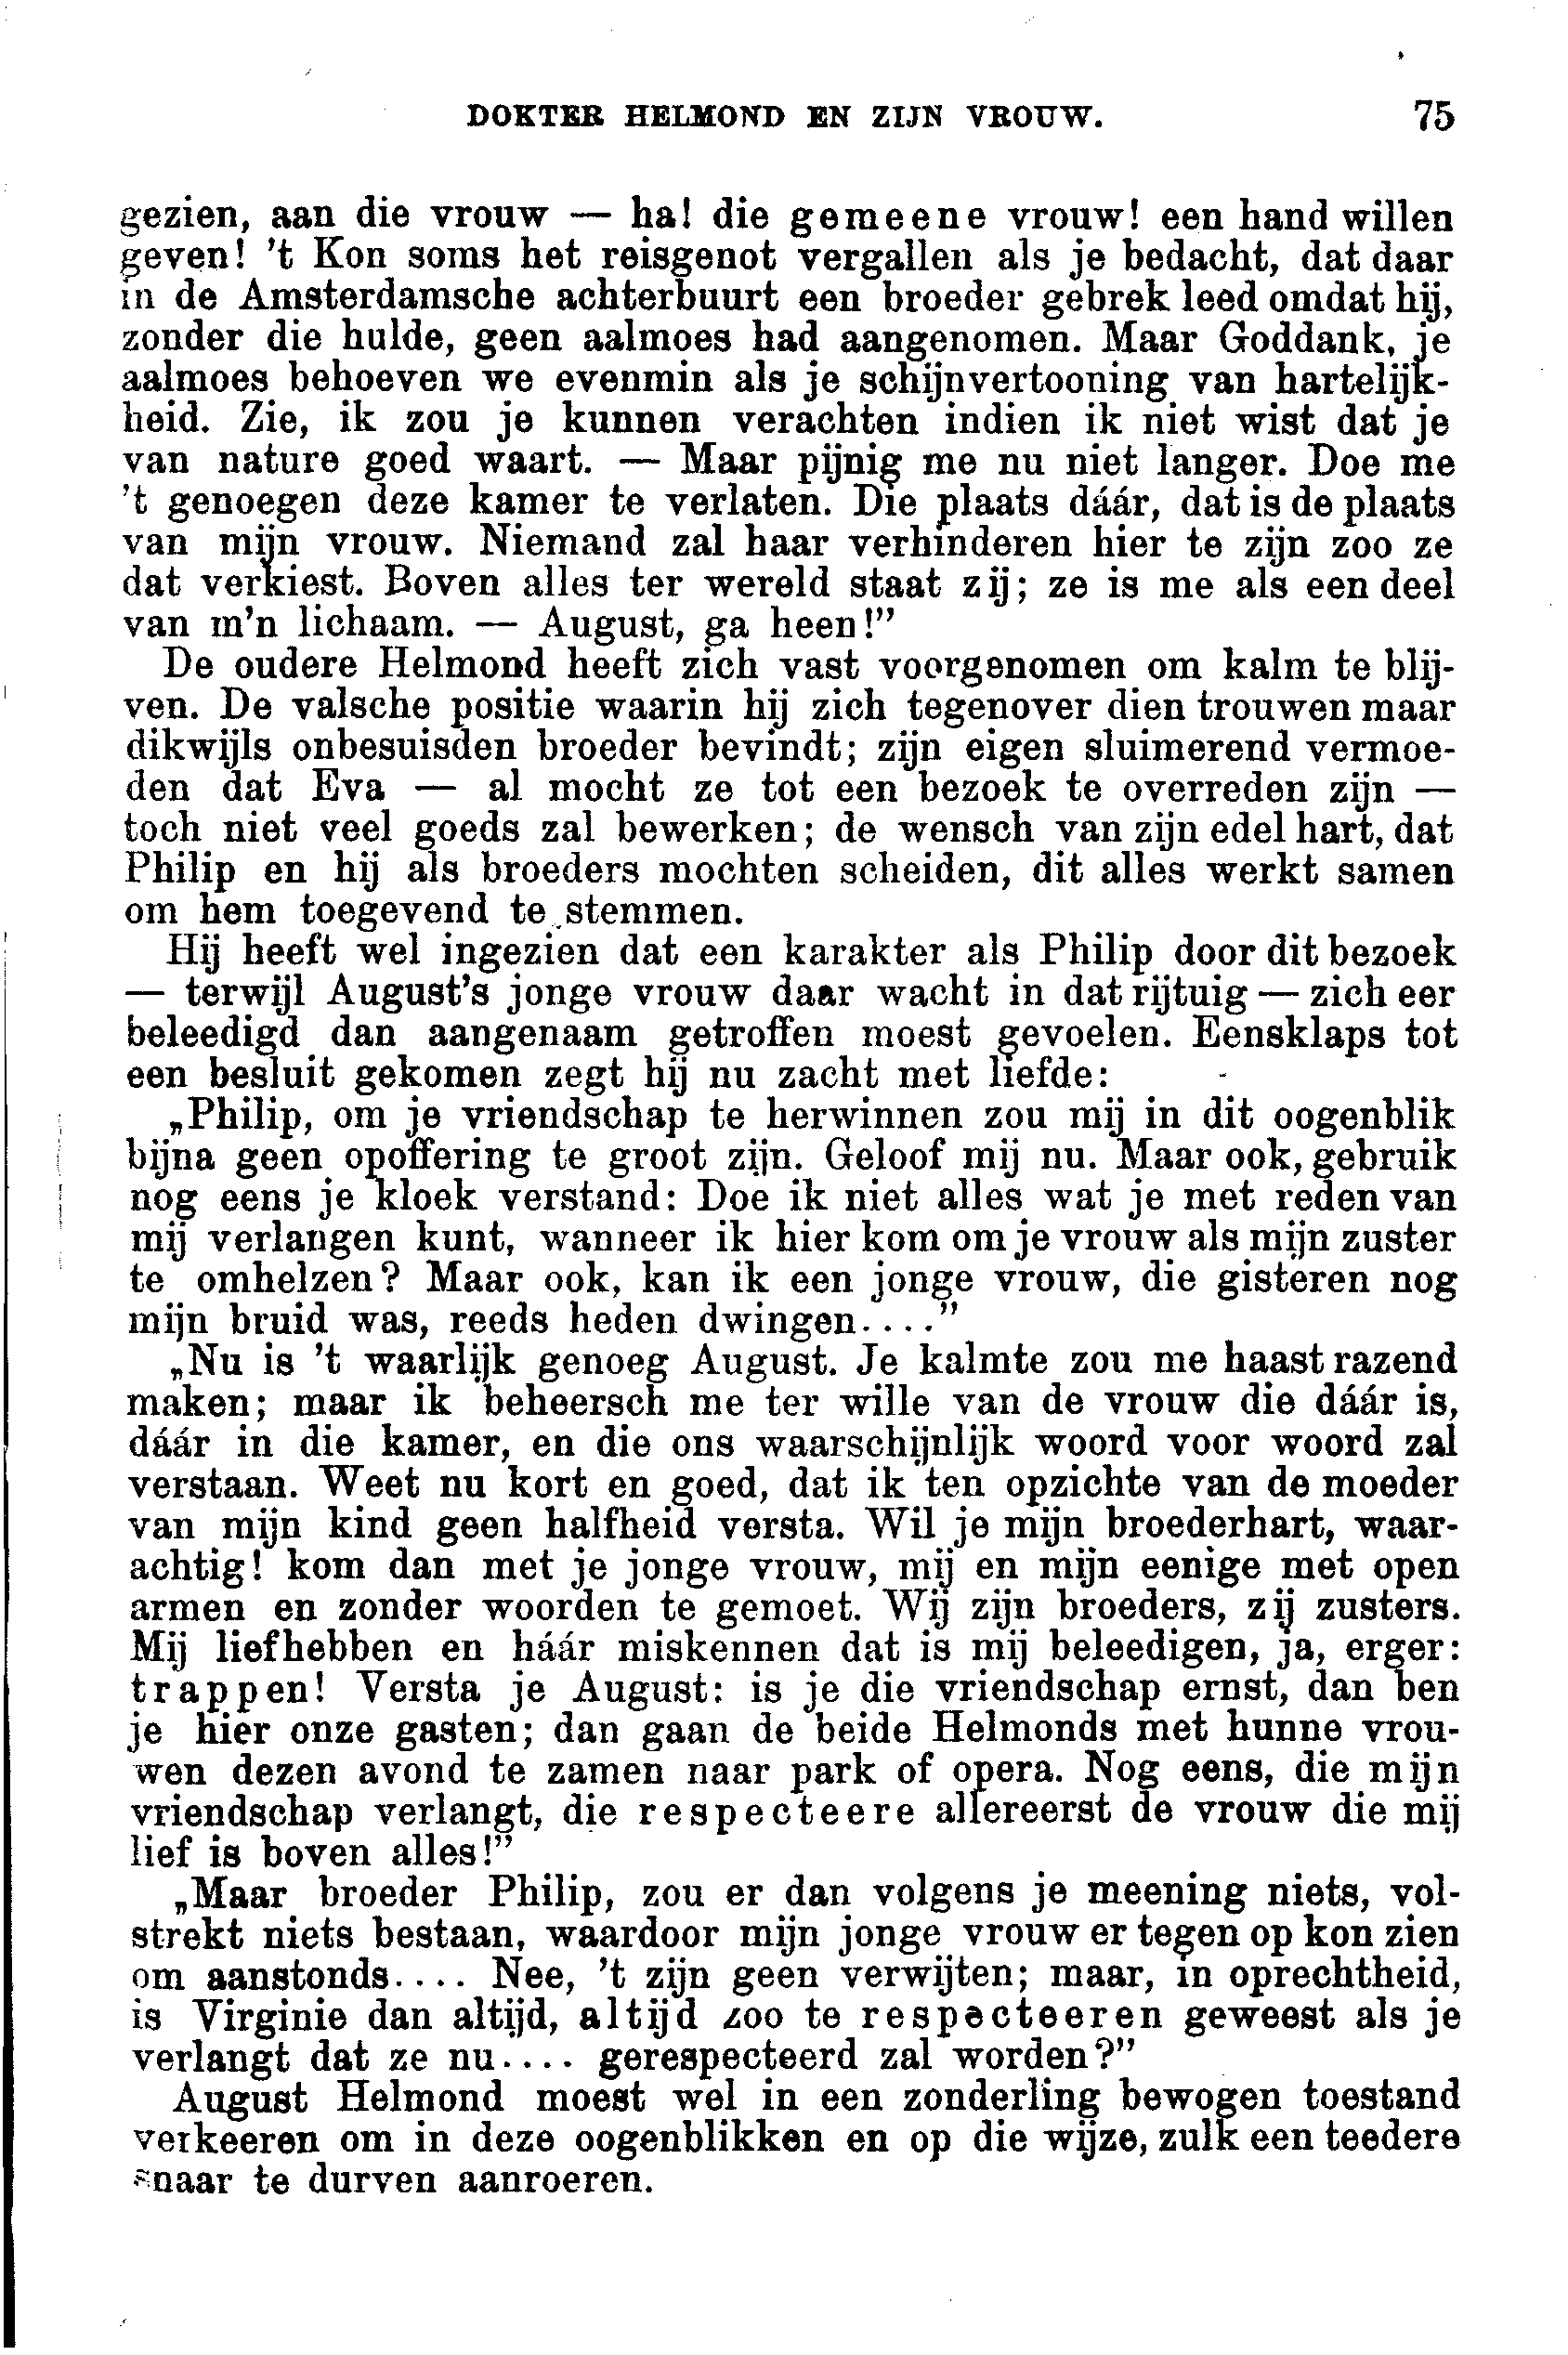 DOKTER HELMOND EN ZIJN VROUW. 75
gezien, aan die vrouw — ha! die gemeene vrouw! een hand willen
geven! 't Kon soms het reisgenot vergallen als je bedacht, dat daar
in de Amsterdamsche achterbuurt een broeder gebrek leed omdat hij,
zonder die hulde, geen aalmoes had aangenomen. Maar Goddank, je
aalmoes behoeven we evenmin als je schijnvertooning van hartelijk-
heid. Zie, ik zou je kunnen verachten indien ik niet wist dat je
van nature goed waart. — Maar pijnig me nu niet langer. Doe me
't genoegen deze kamer te verlaten. Die plaats dáár, dat is de plaats
van mijn vrouw. Niemand zal haar verhinderen hier te zijn zoo ze
dat verkiest. Boven alles ter wereld staat zij; ze is me als een deel
van m'n lichaam. — August, ga heen!”
De oudere Helmond heeft zich vast voorgenomen om kalm te blij-
ven. De valsche positie waarin hij zich tegenover dien trouwen maar
dikwijls onbesuisden broeder bevindt; zijn eigen sluimerend vermoe-
den dat Eva — al mocht ze tot een bezoek te overreden zijn —
toch niet veel goeds zal bewerken; de wensch van zijn edel hart, dat
Philip en hij als broeders mochten scheiden, dit alles werkt samen
om hem toegevend te stemmen.
Hij heeft wel ingezien dat een karakter als Philip door dit bezoek
— terwijl August's jonge vrouw daar wacht in dat rijtuig — zich eer
beleedigd dan aangenaam getroffen moest gevoelen. Eensklaps tot
een besluit gekomen zegt hij nu zacht met liefde:
„Philip, om je vriendschap te herwinnen zou mij in dit oogenblik
bijna geen opoffering te groot zijn. Geloof mij nu. Maar ook, gebruik
nog eens je kloek verstand: Doe ik niet alles wat je met reden van
mij verlangen kunt, wanneer ik hier kom om je vrouw als mijn zuster
te omhelzen? Maar ook, kan ik een jonge vrouw, die gisteren nog
mijn bruid was, reeds heden dwingen....”
„Nu is 't waarlijk genoeg August. Je kalmte zou me haast razend
maken; maar ik beheersch me ter wille van de vrouw die dáár is,
dáár in die kamer, en die ons waarschijnlijk woord voor woord zal
verstaan. Weet nu kort en goed, dat ik ten opzichte van de moeder
van mijn kind geen halfheid versta. Wil je mijn broederhart, waar-
achtig! kom dan met je jonge vrouw, mij en mijn eenige met open
armen en zonder woorden te gemoet. Wij zijn broeders, zij zusters.
Mij liefhebben en háár miskennen dat is mij beleedigen, ja, erger:
trappen! Versta je August: is je die vriendschap ernst, dan ben
je hier onze gasten; dan gaan de beide Helmonds met hunne vrou-
wen dezen avond te zamen naar park of opera. Nog eens, die mijn
vriendschap verlangt, die respecteere allereerst de vrouw die mij
lief is boven alles!”
„Maar broeder Philip, zou er dan volgens je meening niets, vol-
strekt niets bestaan, waardoor mijn jonge vrouw er tegen op kon zien
om aanstonds.... Nee, 't zijn geen verwijten; maar, in oprechtheid,
is Virginie dan altijd, altijd zoo te respecteeren geweest als je
verlangt dat ze nu.... gerespecteerd zal worden?”
August Helmond moest wel in een zonderling bewogen toestand
verkeeren om in deze oogenblikken en op die wijze, zulk een teedere
snaar te durven aanroeren.